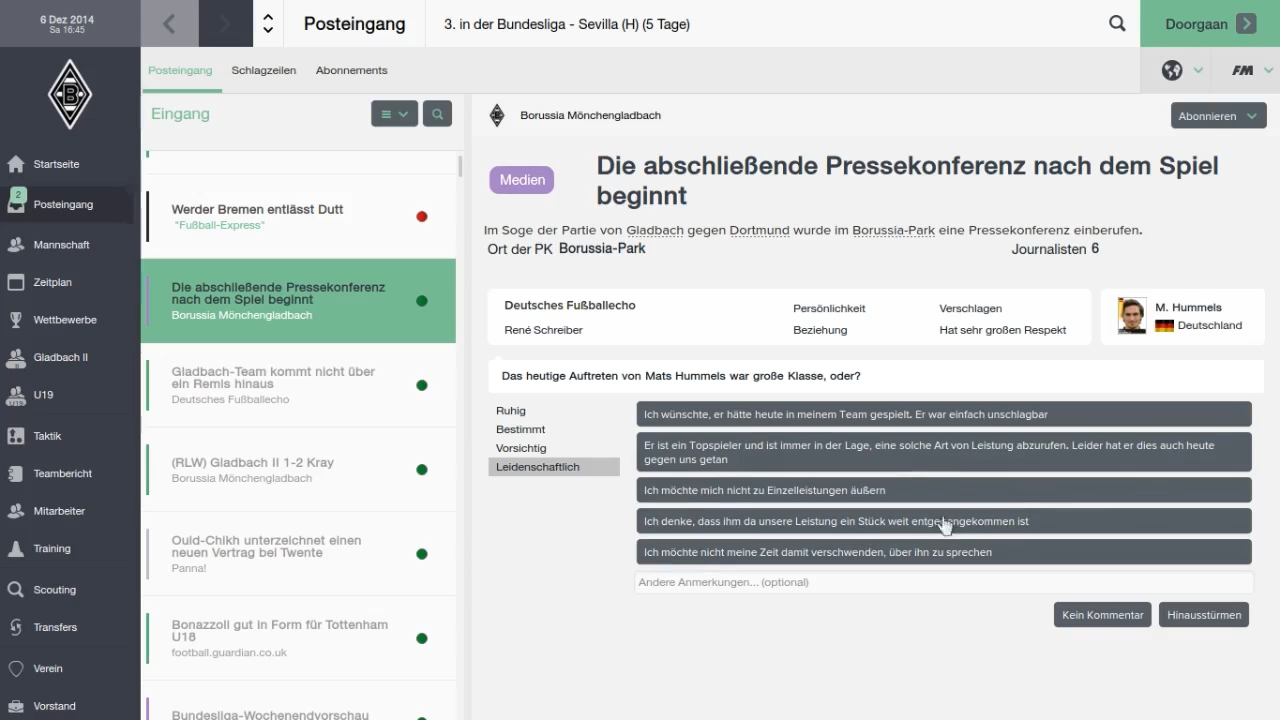 6 Dez 2014
Sa 16:45
Posteingang
3. in der Bundesliga - Sevilla (H) (5 Tage)
Doorgaan
Posteingang
Schlagzeilen
Abonnements
FM
Startseite
2
Posteingang
Mannschaft
Zeitplan
Wettbewerbe
Gladbach II
U19
Taktik
Teambericht
Mitarbeiter
Training
Scouting
Transfers
Verein
Vorstand
Eingang
Werder Bremen entlässt Dutt
"Fußball-Express"
Die abschließende Pressekonferenz
nach dem Spiel beginnt
Borussia Mönchengladbach
Gladbach-Team kommt nicht über
ein Remis hinaus
Deutsches Fußballecho
(RLW) Gladbach II 1-2 Kray
Borussia Mönchengladbach
Ould-Chikh unterzeichnet einen
neuen Vertrag bei Twente
Panna!
Bonazzoli gut in Form für Tottenham
U18
football.guardian.co.uk
Bundesliga-Wochenendvorschau
Borussia Mönchengladbach
Abonnieren
Medien
Die abschließende Pressekonferenz nach dem Spiel
beginnt
Im Soge der Partie von Gladbach gegen Dortmund wurde im Borussia-Park eine Pressekonferenz einberufen.
Ort der PK Borussia-Park
Journalisten 6
Deutsches Fußballecho
Persönlichkeit
Verschlagen
René Schreiber
Beziehung
Hat sehr großen Respekt
M. Hummels
Deutschland
Das heutige Auftreten von Mats Hummels war große Klasse, oder?
Ruhig
Bestimmt
Vorsichtig
Leidenschaftlich
Ich wünschte, er hätte heute in meinem Team gespielt. Er war einfach unschlagbar
Er ist ein Topspieler und ist immer in der Lage, eine solche Art von Leistung abzurufen. Leider hat er dies auch heute
gegen uns getan
Ich möchte mich nicht zu Einzelleistungen äußern
Ich denke, dass ihm da unsere Leistung ein Stück weit entgegengekommen ist
Ich möchte nicht meine Zeit damit verschwenden, über ihn zu sprechen
Andere Anmerkungen... (optional)
Kein Kommentar
Hinausstürmen